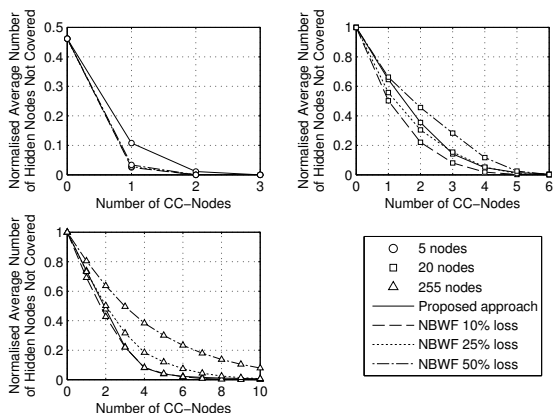 Normalised Average Number
of Hidden Nodes Not Covered
0.5
0.4
0.3
0.2
0.1
0
0 1 2 3
Number of CC−Nodes
Normalised Average Number
of Hidden Nodes Not Covered
1
0.8
0.6
0.4
0.2
0
0 1 2 3 4 5 6
Number of CC−Nodes
Normalised Average Number
of Hidden Nodes Not Covered
1
0.8
0.6
0.4
0.2
0
0 2 4 6 8 10
Number of CC−Nodes
5 nodes
20 nodes
255 nodes
Proposed approach
NBWF 10% loss
NBWF 25% loss
NBWF 50% loss